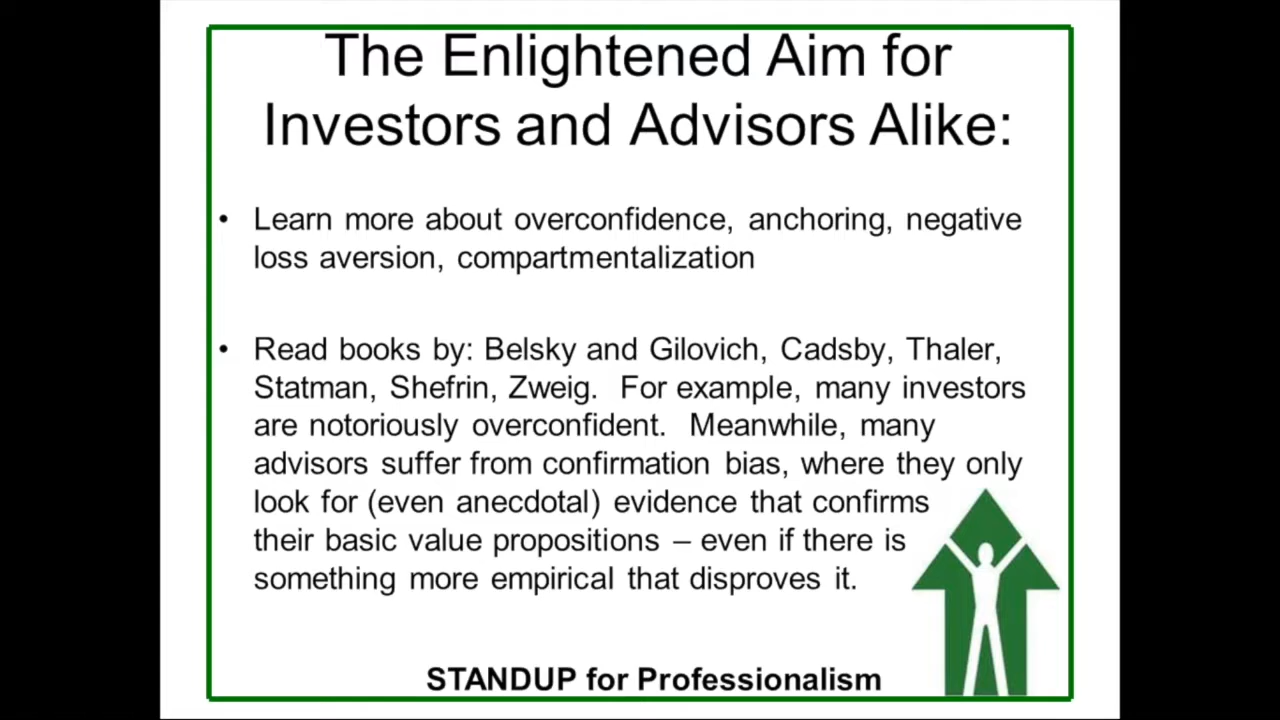 The Enlightened Aim for
Investors and Advisors Alike:
• Learn more about overconfidence, anchoring, negative
loss aversion, compartmentalization
• Read books by: Belsky and Gilovich, Cadsby, Thaler,
Statman, Shefrin, Zweig.  For example, many investors
are notoriously overconfident.  Meanwhile, many
advisors suffer from confirmation bias, where they only
look for (even anecdotal) evidence that confirms
their basic value propositions – even if there is
something more empirical that disproves it.
STANDUP for Professionalism